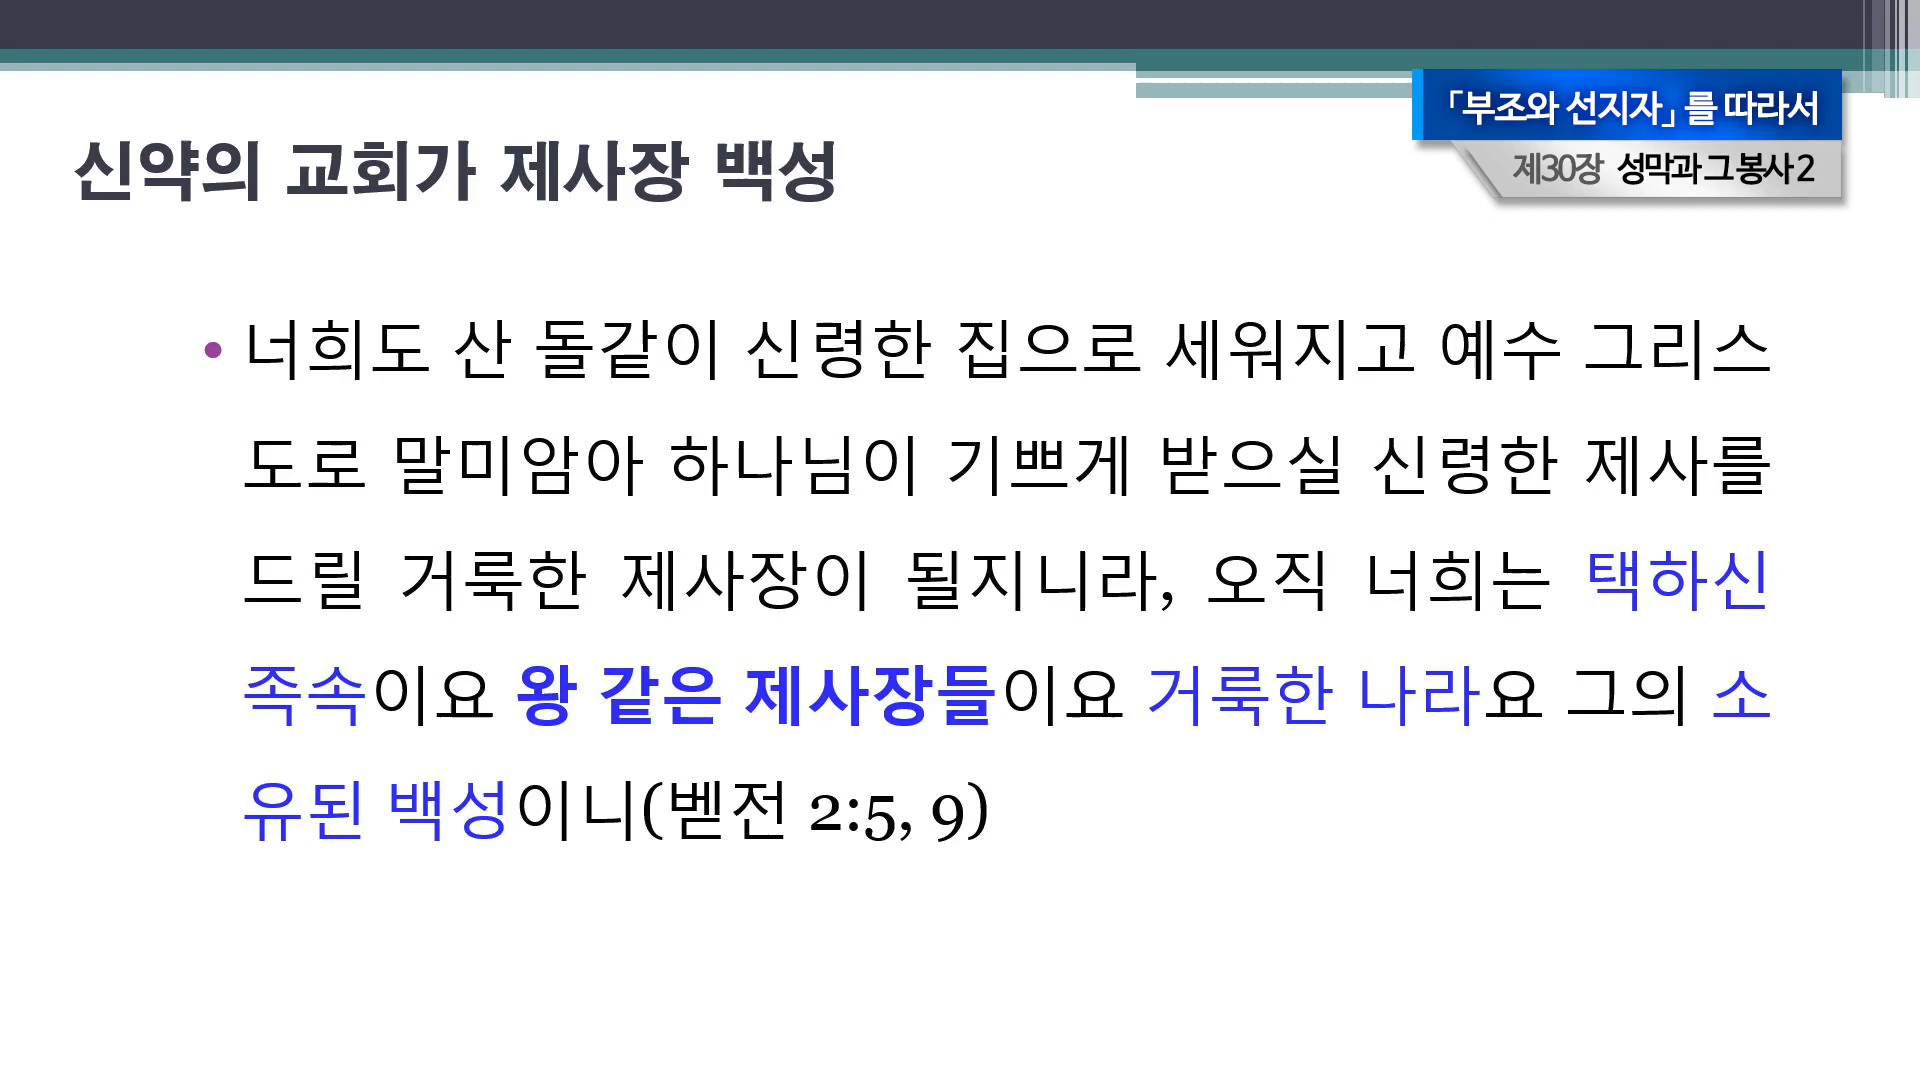 「부조와 선지자」를 따라서
제30장 성막과 그 봉사 2
신약의 교회가 제사장 백성
• 너희도 산 돌같이 신령한 집으로 세워지고 예수 그리스
도로 말미암아 하나님이 기쁘게 받으실 신령한 제사를
드릴 거룩한 제사장이 될지니라, 오직 너희는 택하신
족속이요 왕 같은 제사장들이요 거룩한 나라요 그의 소
유된 백성이니(벧전 2:5, 9)